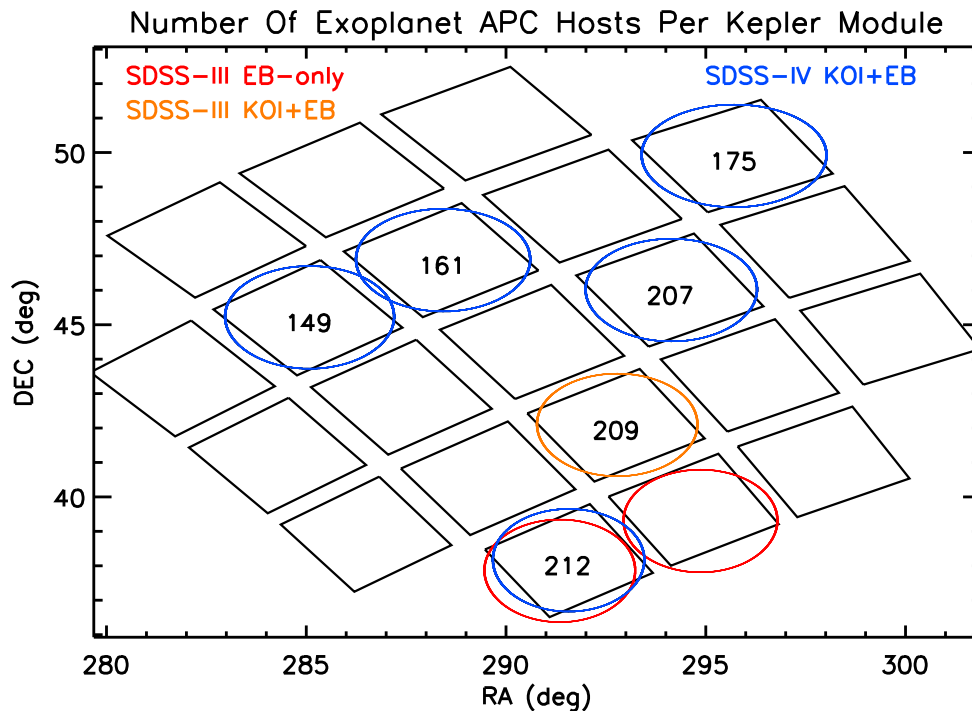 Number Of Exoplanet APC Hosts Per Kepler Module
SDSS-III EB-only
SDSS-IV KOI+EB
SDSS-III KOI+EB
50
175
161
207
149
45
DEC (deg)
209
40
212
280
285
290
295
300
RA (deg)